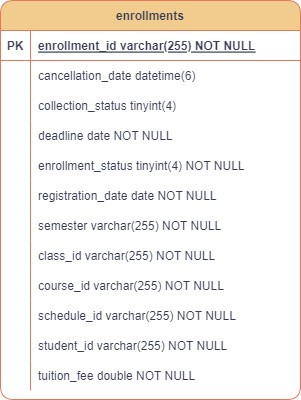 enrollments
PK enrollment_id varchar(255) NOT NULL
cancellation_date datetime(6)
collection_status tinyint(4)
deadline date NOT NULL
enrollment_status tinyint(4) NOT NULL
registration_date date NOT NULL
semester varchar(255) NOT NULL
class_id varchar(255) NOT NULL
course_id varchar(255) NOT NULL
schedule_id varchar(255) NOT NULL
student_id varchar(255) NOT NULL
tuition_fee double NOT NULL